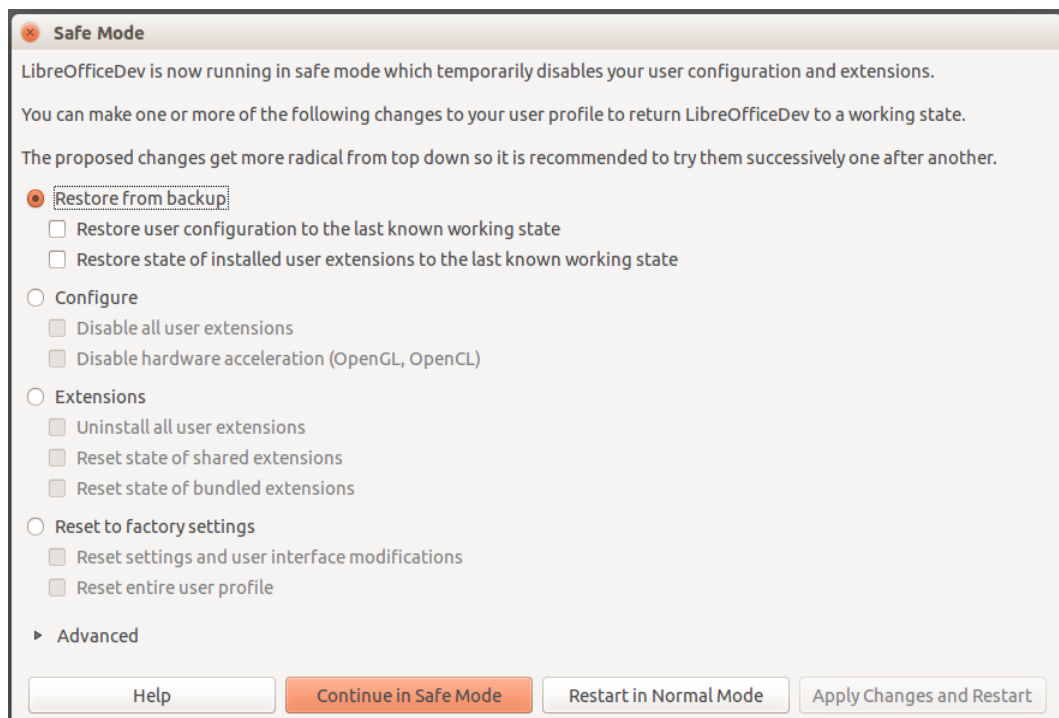 Safe Mode
LibreOfficeDev is now running in safe mode which temporarily disables your user configuration and extensions.
You can make one or more of the following changes to your user profile to return LibreOfficeDev to a working state.
The proposed changes get more radical from top down so it is recommended to try them successively one after another.
Restore from backup
Restore user configuration to the last known working state
Restore state of installed user extensions to the last known working state
Configure
Disable all user extensions
Disable hardware acceleration (OpenGL, OpenCL)
Extensions
Uninstall all user extensions
Reset state of shared extensions
Reset state of bundled extensions
Reset to factory settings
Reset settings and user interface modifications
Reset entire user profile
Advanced
Help Continue in Safe Mode Restart in Normal Mode Apply Changes and Restart